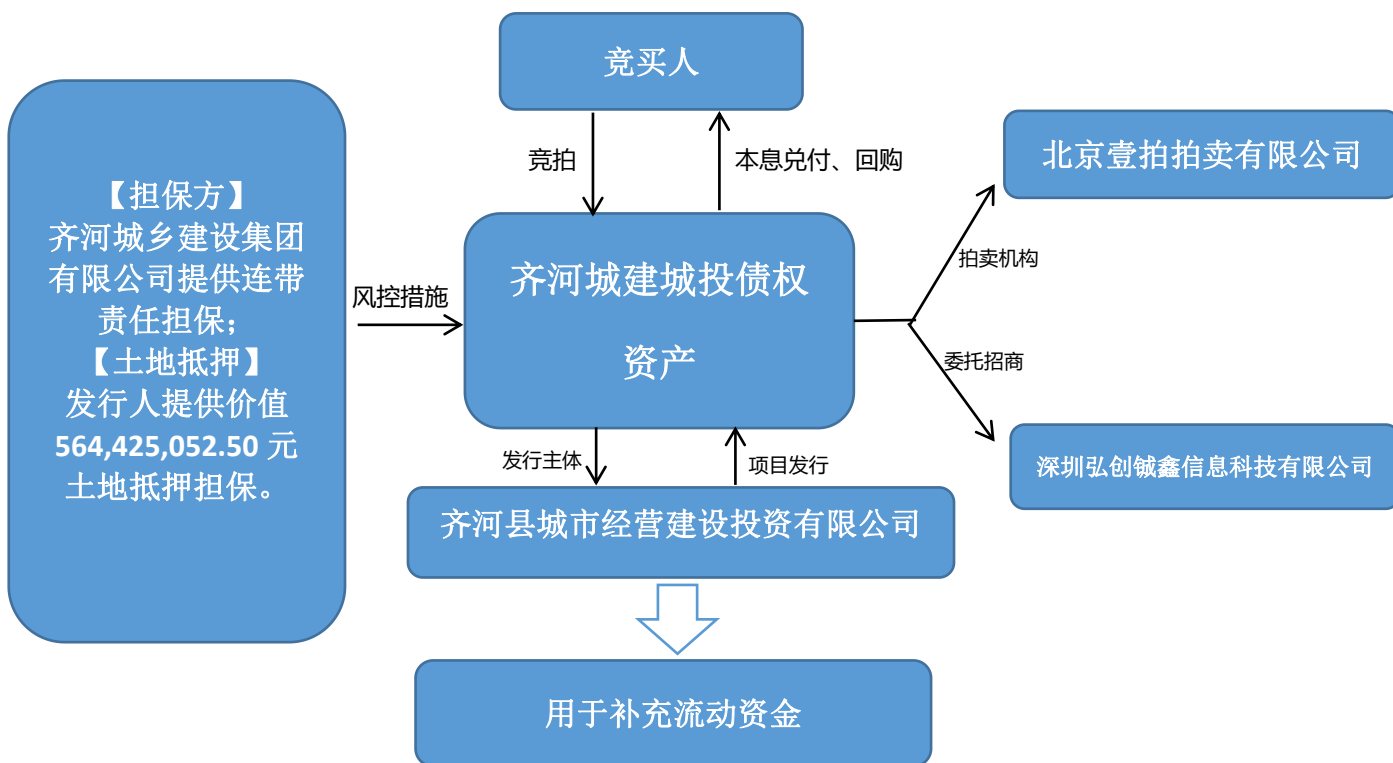 竞买人
竞拍
本息兑付、回购
北京壹拍拍卖有限公司
【担保方】
齐河城乡建设集团
有限公司提供连带
责任担保；
【土地抵押】
发行人提供价值
564,425,052.50 元
土地抵押担保。
风控措施
齐河城建城投债权
资产
拍卖机构
委托招商
深圳弘创铖鑫信息科技有限公司
发行主体
项目发行
齐河县城市经营建设投资有限公司
用于补充流动资金